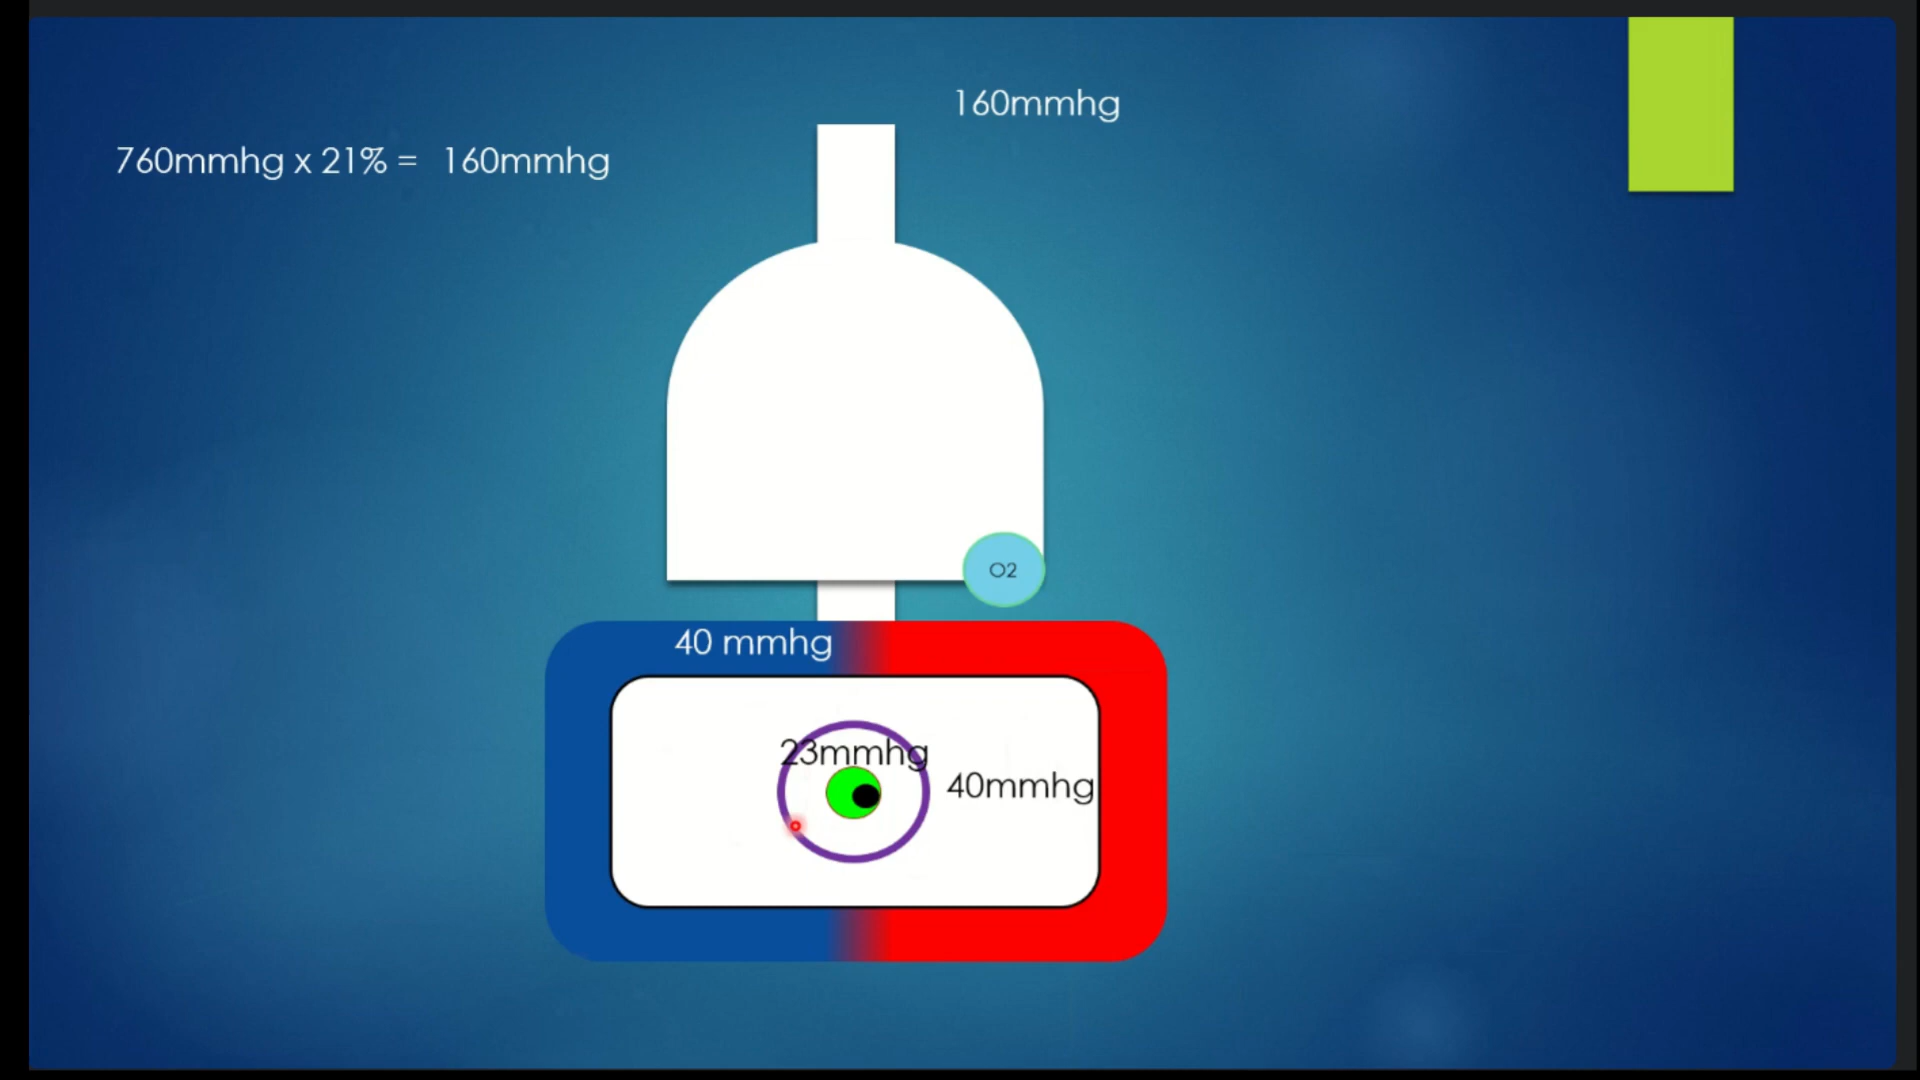 160mmhg
760mmhg x 21% = 160mmhg
O2
40 mmhg
23mmhg
40mmhg